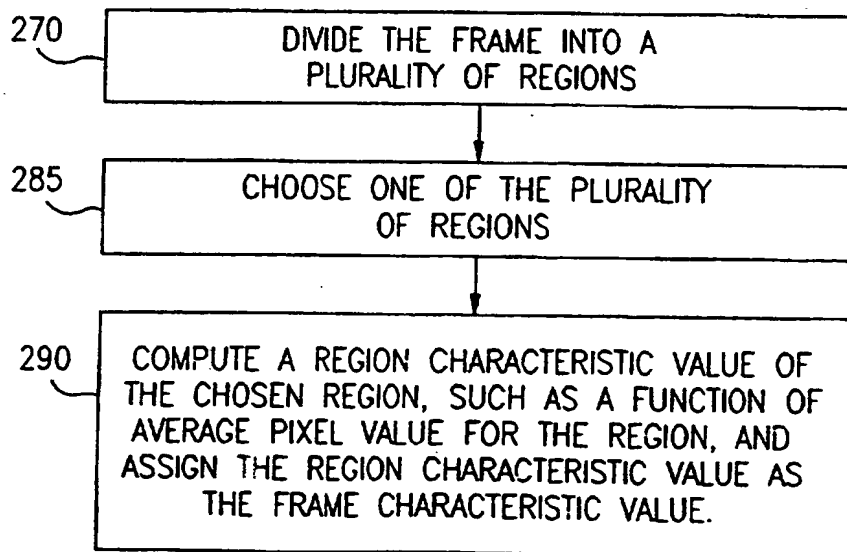 270
DIVIDE THE FRAME INTO A
PLURALITY OF REGIONS
285
CHOOSE ONE OF THE PLURALITY
OF REGIONS
290
COMPUTE A REGION CHARACTERISTIC VALUE OF
THE CHOSEN REGION, SUCH AS A FUNCTION OF
AVERAGE PIXEL VALUE FOR THE REGION, AND
ASSIGN THE REGION CHARACTERISTIC VALUE AS
THE FRAME CHARACTERISTIC VALUE.